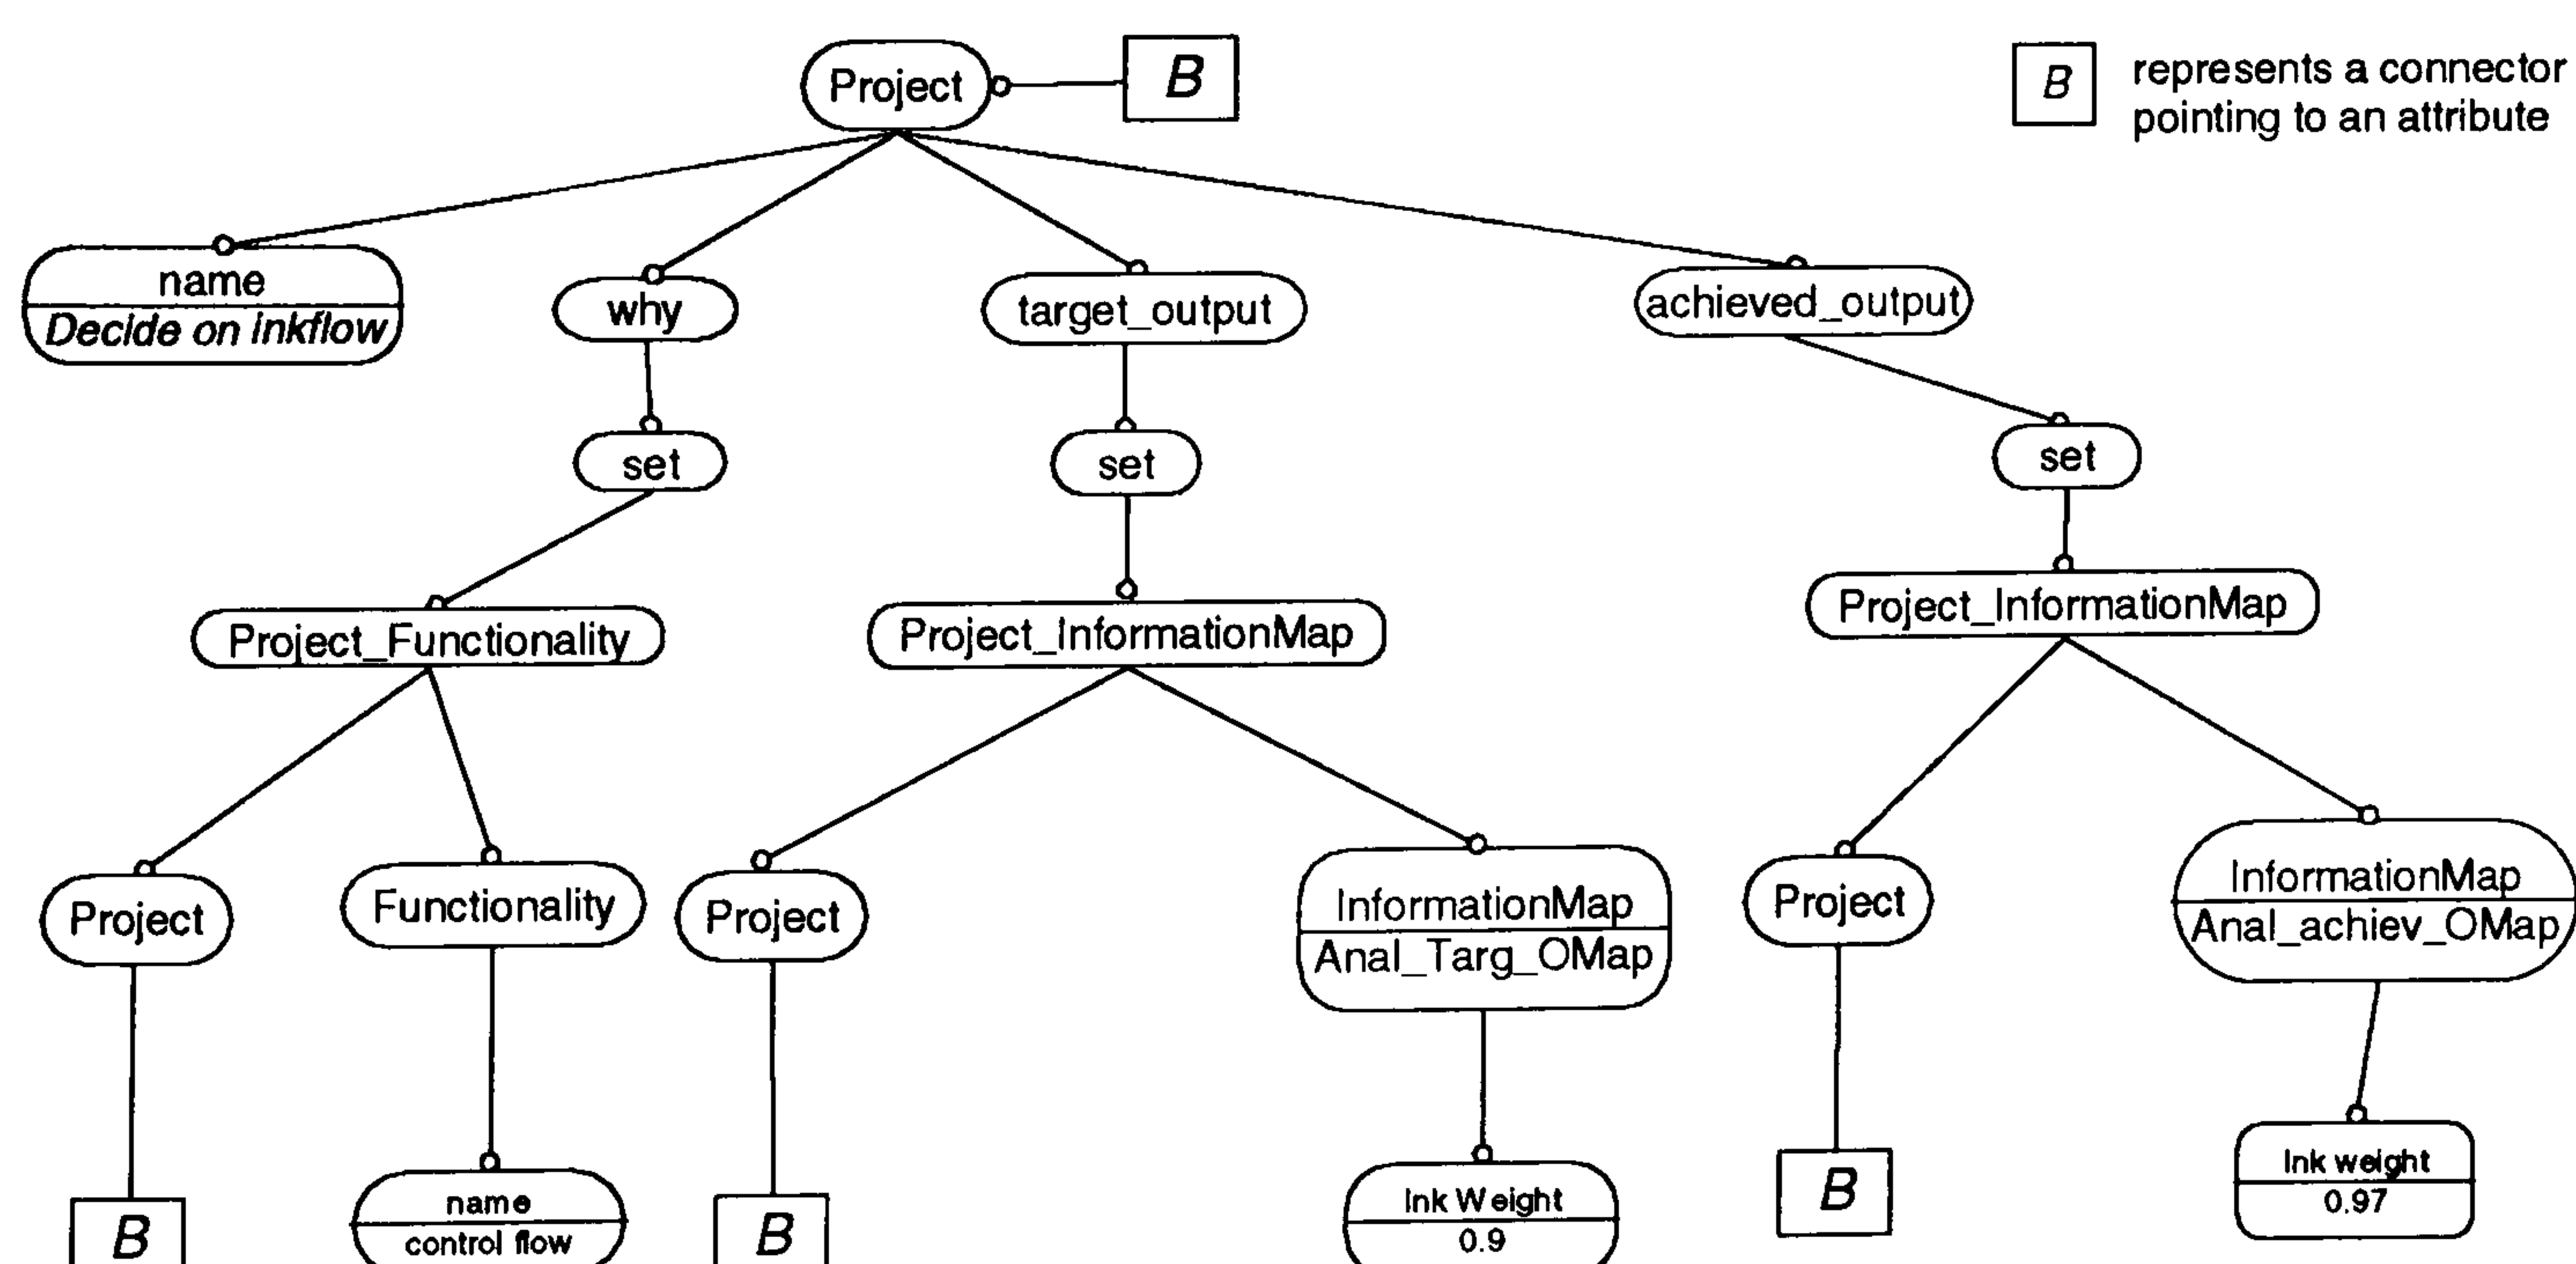 Project
B
B
represents a connector
pointing to an attribute
name
Decide on inkflow
why
target_output
achieved_output
set
set
set
Project_Functionality
Project_InformationMap
Project_InformationMap
Project
Functionality
Project
InformationMap
Anal_Targ_OMap
Project
InformationMap
Anal_achiev_OMap
B
name
control flow
B
Ink Weight
0.9
B
Ink weight
0.97